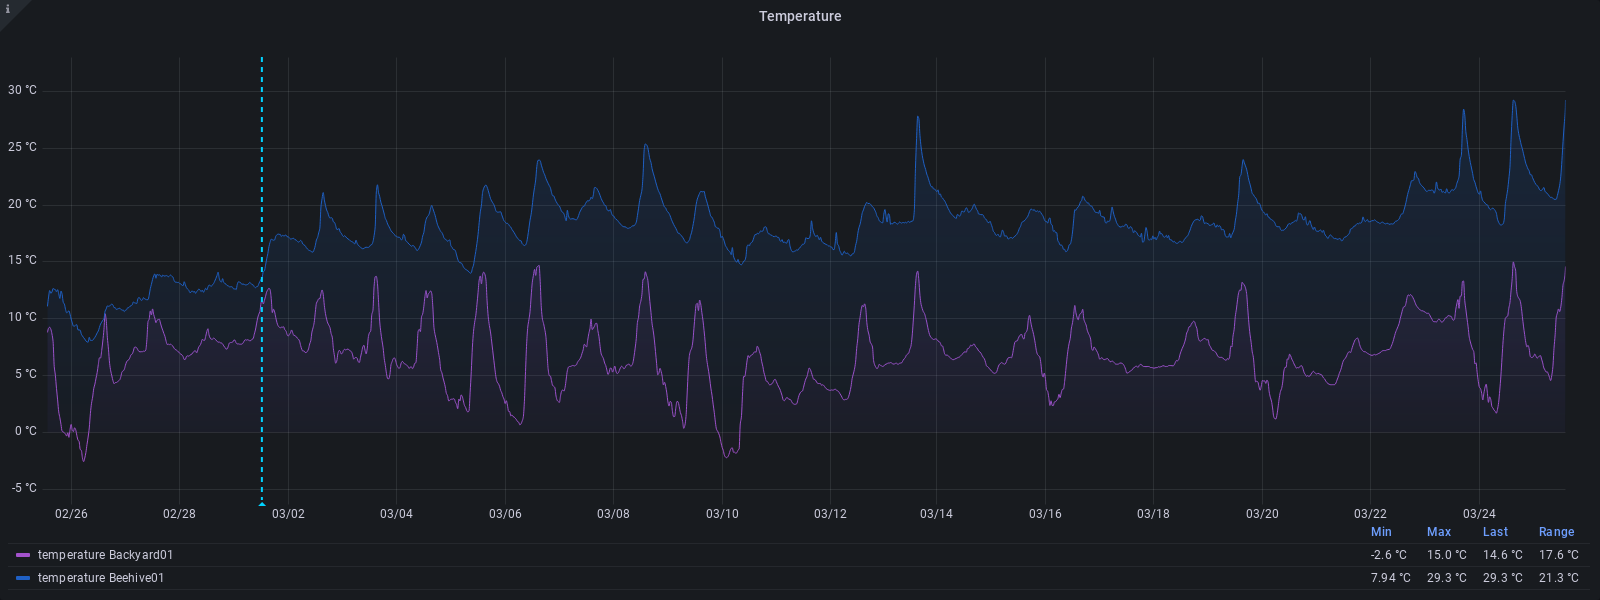 i
Temperature
30 °C
25 °C
20 °C
15 °C
10 °C
5 °C
0 °C
-5 °C
02/26 02/28 03/02 03/04 03/06 03/08 03/10 03/12 03/14 03/16 03/18 03/20 03/22 03/24
Min Max Last Range
temperature Backyard01 -2.6 °C 15.0 °C 14.6 °C 17.6 °C
temperature Beehive01 7.94 °C 29.3 °C 29.3 °C 21.3 °C